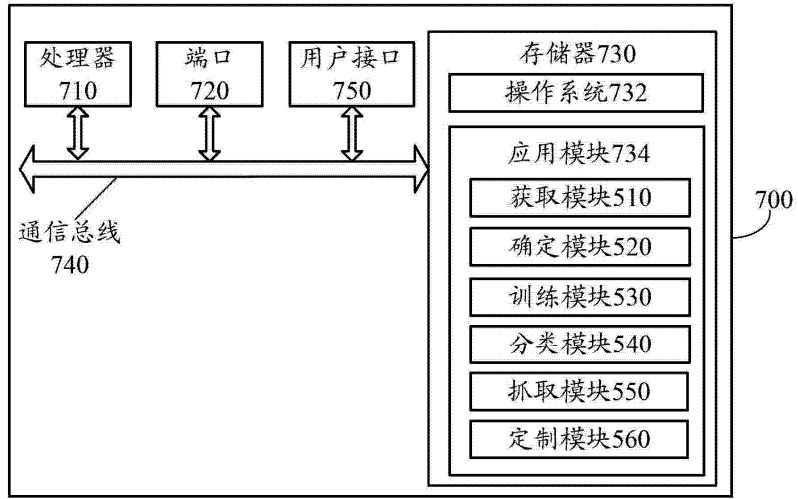 处理器
710
端口
720
用户接口
750
存储器730
操作系统732
应用模块734
获取模块510
确定模块520
训练模块530
分类模块540
抓取模块550
定制模块560
通信总线
740
700